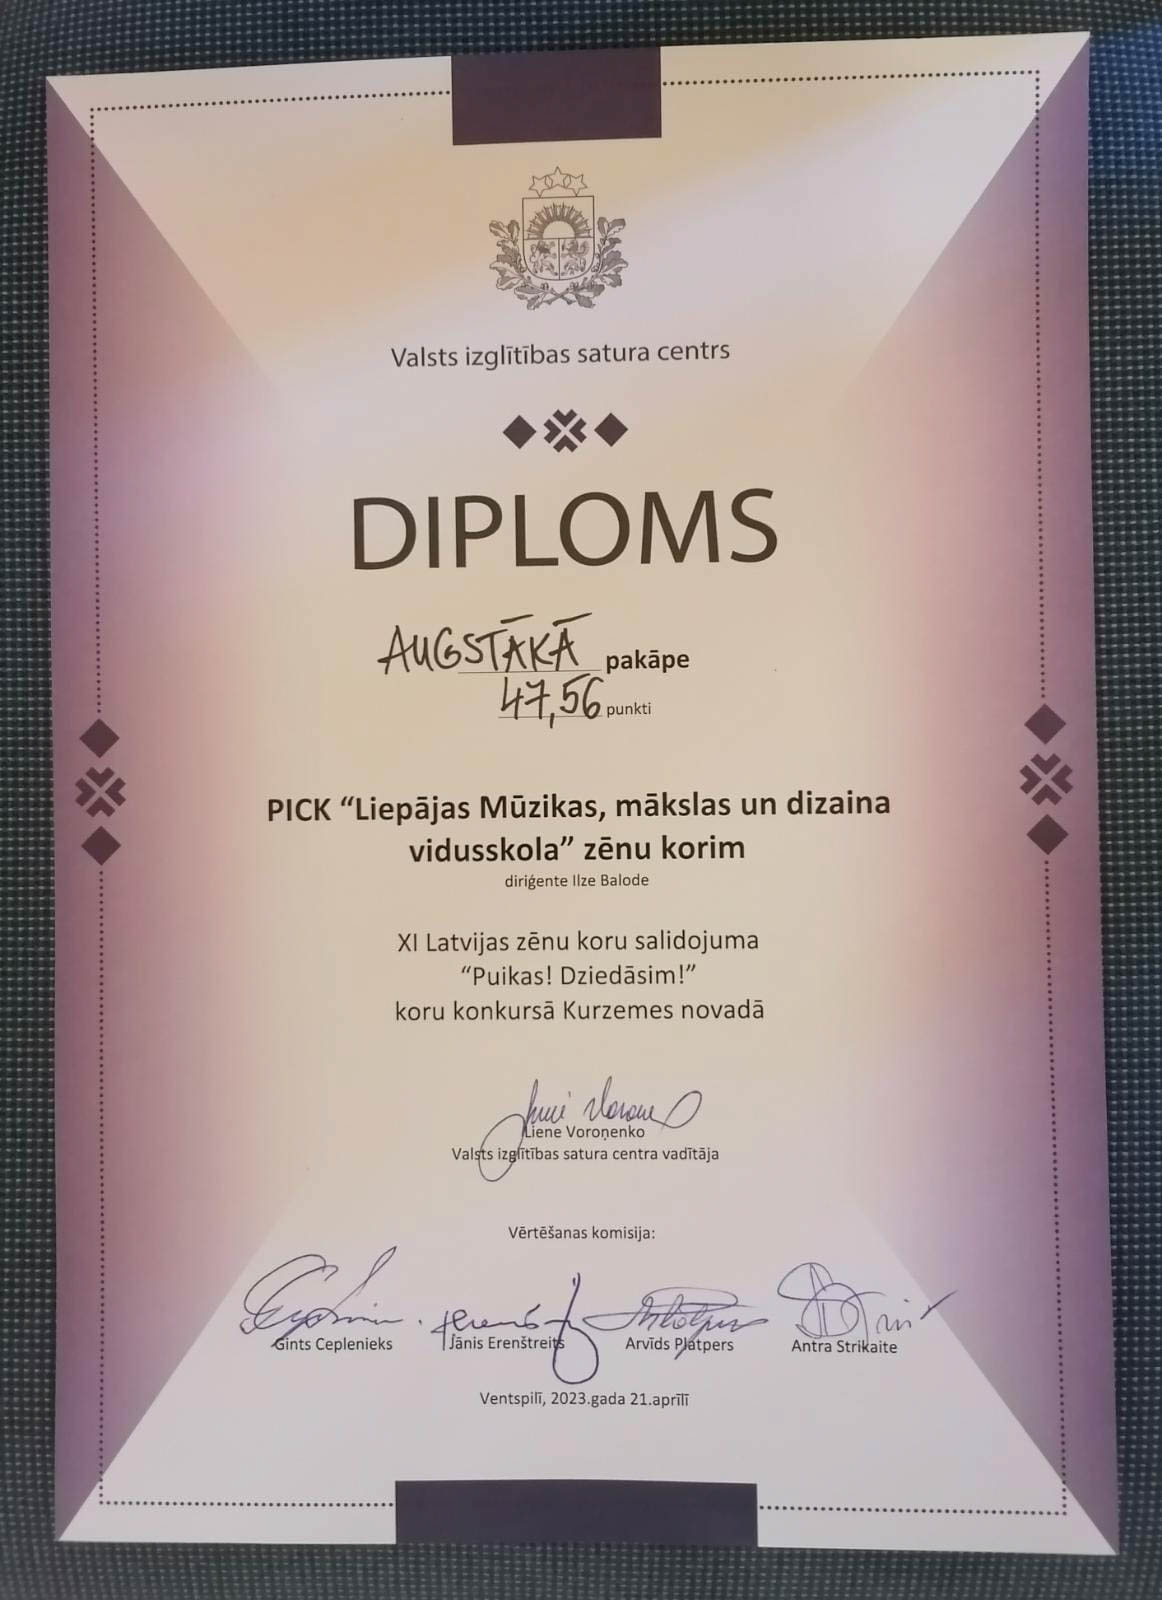 Valsts izglītības satura centrs
DIPLOMS
AUGSTĀKĀ pakāpe
47,56 punkti
PICK “Liepājas Mūzikas, mākslas un dizaina
vidusskola” zēnu korim
diriģente Ilze Balode
XI Latvijas zēnu koru salidojuma
“Puikas! Dziedāsim!”
koru konkursā Kurzemes novadā
Liene Voroņenko
Valsts izglītības satura centra vadītāja
Vērtēšanas komisija:
Gints Ceplenieks Jānis Erenštreits Arvīds Platpers Antra Strikaite
Ventspilī, 2023.gada 21.aprīlī